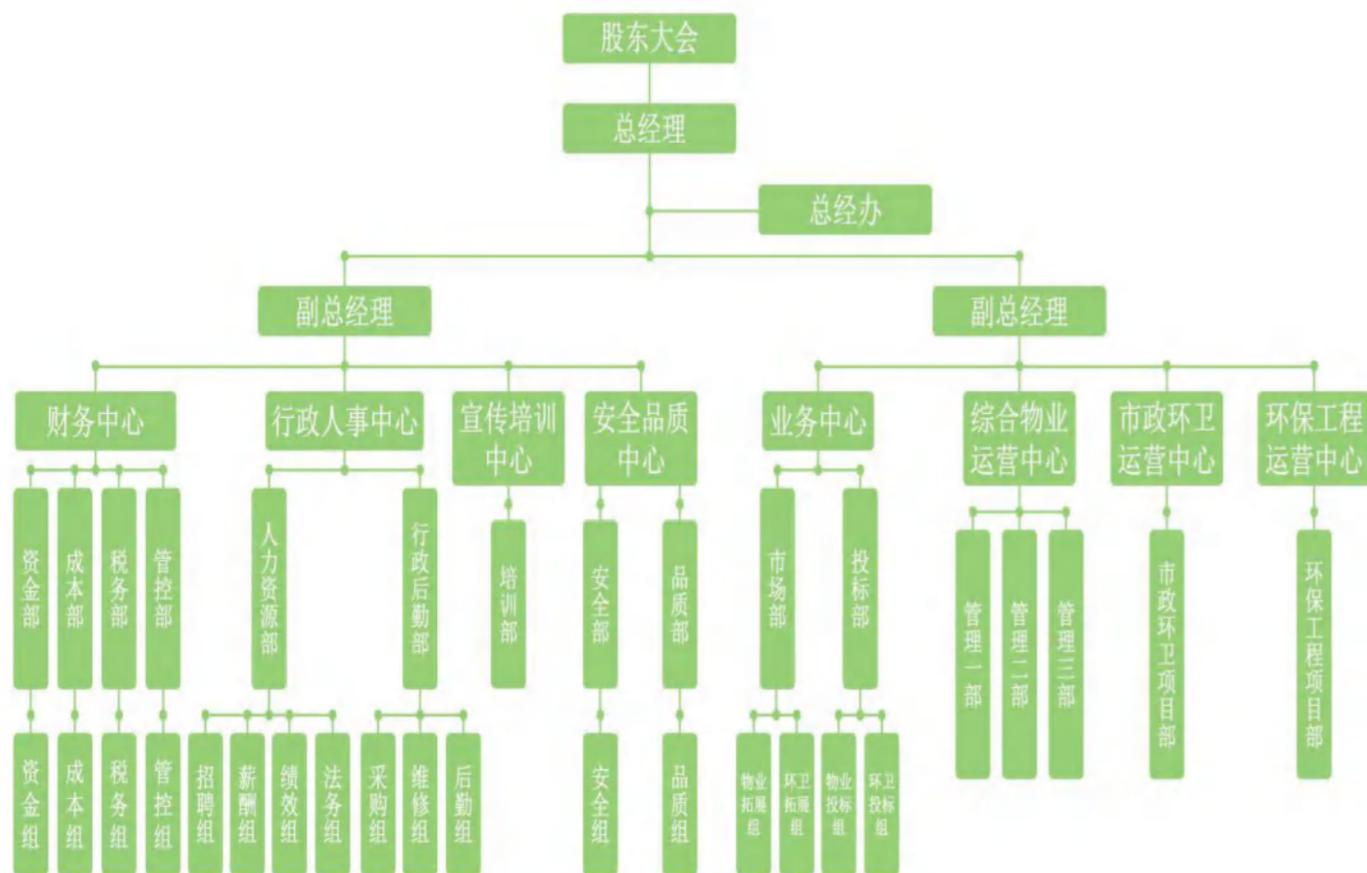 股东大会
总经理
总经办
副总经理
副总经理
财务中心
行政人事中心
宣传培训
中心
安全品质
中心
业务中心
综合物业
运营中心
市政环卫
运营中心
环保工程
运营中心
资金部
成本部
税务部
管控部
人力资源部
行政后勤部
培训部
安全部
品质部
市场部
投标部
管理一部
管理二部
管理三部
市政环卫项目部
环保工程项目部
资金组
成本组
税务组
管控组
招聘组
薪酬组
绩效组
法务组
采购组
维修组
后勤组
安全组
品质组
物业
拓展
组
环卫
拓展
组
物业
投标
组
环卫
投标
组